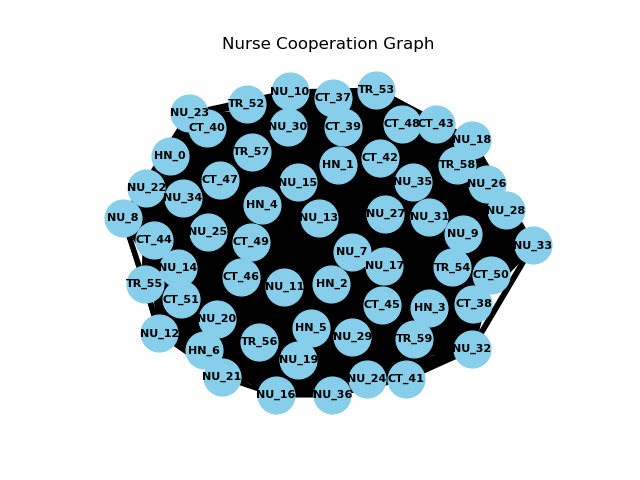 Nurse Cooperation Graph
TR_53
NU_10
CT_37
TR_52
NU_23
CT_40
NU_30
CT_39
CT_48
CT_43
NU_18
TR_57
HN_0
CT_42
HN_1
TR_58
CT_47
NU_15
NU_35
NU_26
NU_22
NU_34
HN_4
NU_28
NU_8
NU_13
NU_27
NU_31
NU_25
NU_9
CT_44
CT_49
NU_33
NU_7
NU_14
NU_17
TR_54
CT_50
CT_46
TR_55
NU_11
HN_2
CT_51
CT_45
HN_3
CT_38
NU_20
NU_12
HN_5
TR_56
NU_29
TR_59
HN_6
NU_32
NU_19
NU_21
NU_24
CT_41
NU_16
NU_36